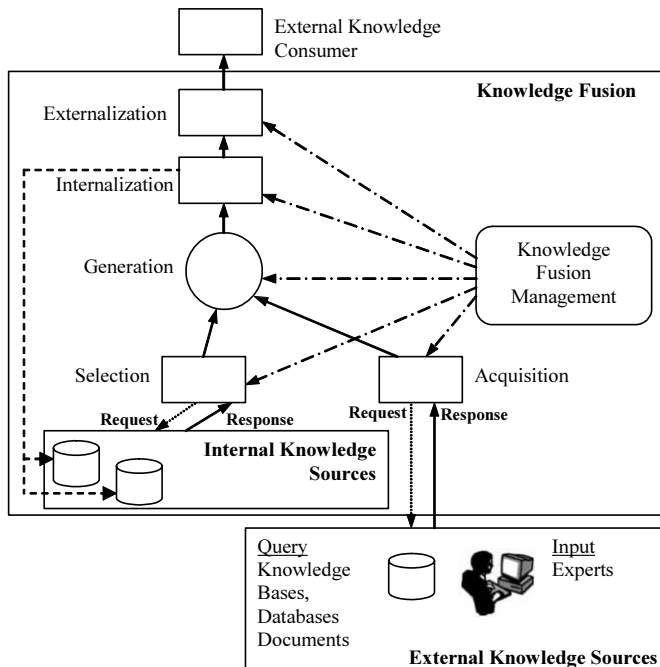 External Knowledge
Consumer
Knowledge Fusion
Externalization
Internalization
Generation
Knowledge
Fusion
Management
Selection
Acquisition
Request
Response
Request
Response
Internal Knowledge
Sources
Query
Knowledge
Bases,
Databases
Documents
Input
Experts
External Knowledge Sources